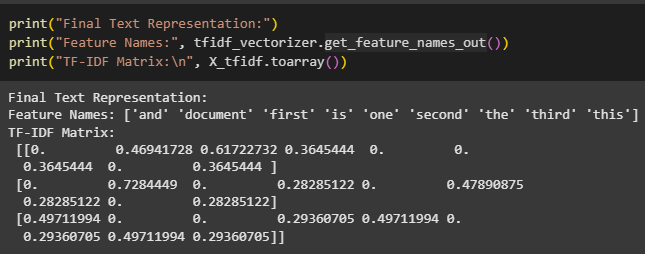 print("Final Text Representation:")
print("Feature Names:", tfidf_vectorizer.get_feature_names_out())
print("TF-IDF Matrix:\n", X_tfidf.toarray())
Final Text Representation:
Feature Names: ['and' 'document' 'first' 'is' 'one' 'second' 'the' 'third' 'this']
TF-IDF Matrix:
 [[0.         0.46941728 0.61722732 0.3645444  0.         0.
  0.3645444  0.         0.3645444 ]
 [0.         0.7284449  0.         0.28285122 0.         0.47890875
  0.28285122 0.         0.28285122]
 [0.49711994 0.         0.         0.29360705 0.49711994 0.
  0.29360705 0.49711994 0.29360705]]